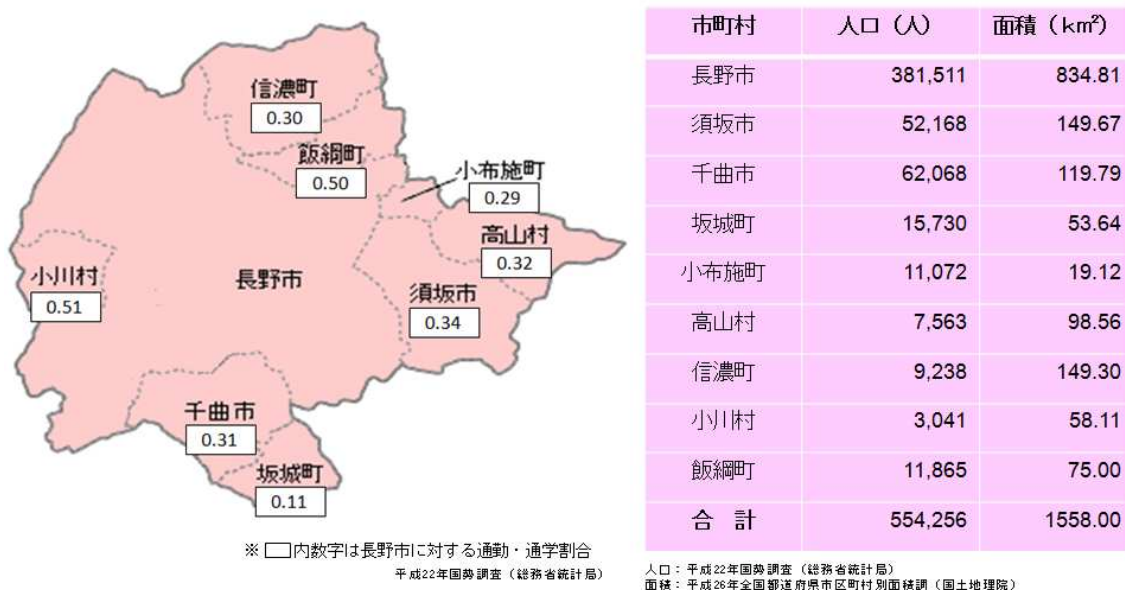 信濃町
0.30
飯綱町
0.50
小布施町
0.29
高山村
0.32
小川村
0.51
長野市
須坂市
0.34
千曲市
0.31
坂城町
0.11
※ □内数字は長野市に対する通勤・通学割合
平成22年国勢調査（総務省統計局）
市町村 人口（人） 面積（km²）
長野市 381,511 834.81
須坂市 52,168 149.67
千曲市 62,068 119.79
坂城町 15,730 53.64
小布施町 11,072 19.12
高山村 7,563 98.56
信濃町 9,238 149.30
小川村 3,041 58.11
飯綱町 11,865 75.00
合 計 554,256 1558.00
人口：平成22年国勢調査（総務省統計局）
面積：平成26年全国都道府県市区町村別面積調（国土地理院）